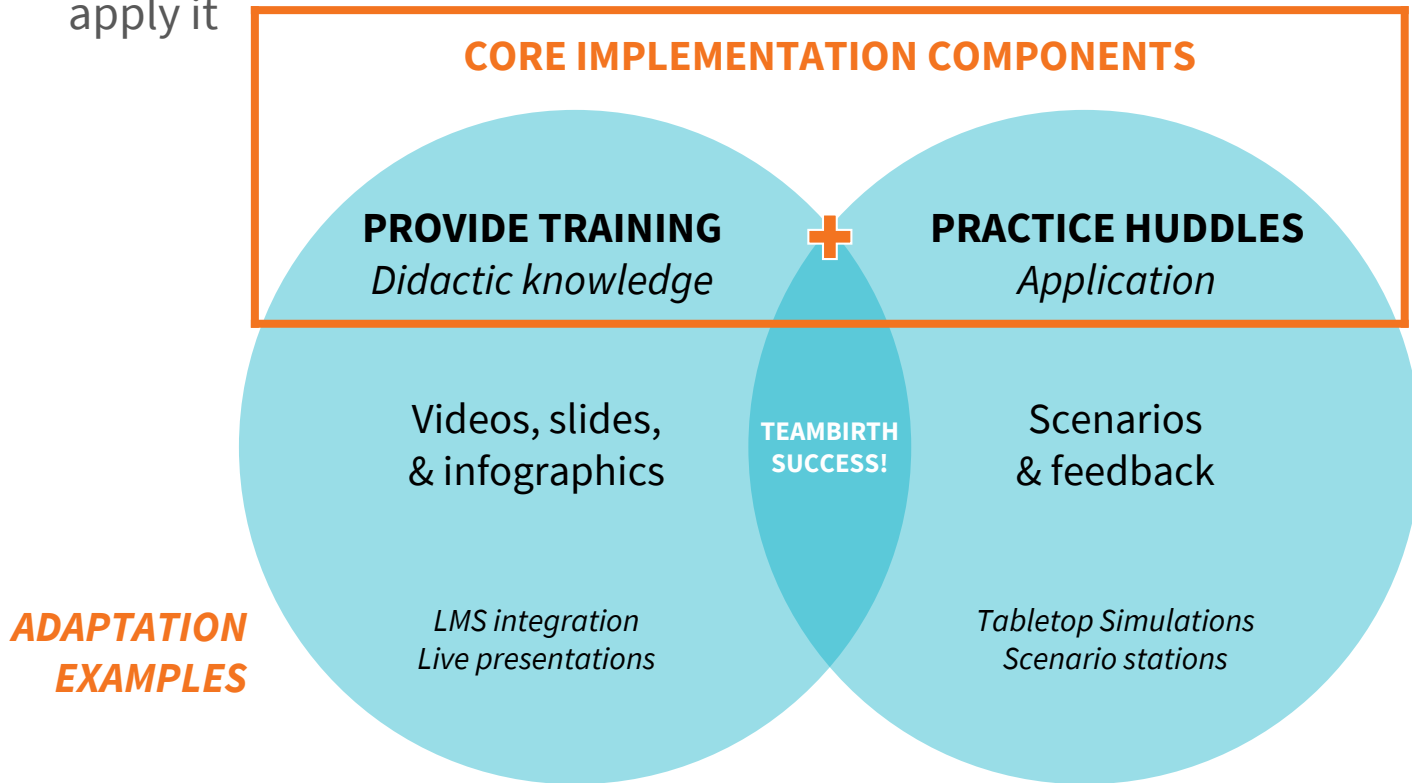 apply it
CORE IMPLEMENTATION COMPONENTS
PROVIDE TRAINING
Didactic knowledge
PRACTICE HUDDLES
Application
Videos, slides,
& infographics
TEAMBIRTH
SUCCESS!
Scenarios
& feedback
ADAPTATION
EXAMPLES
LMS integration
Live presentations
Tabletop Simulations
Scenario stations